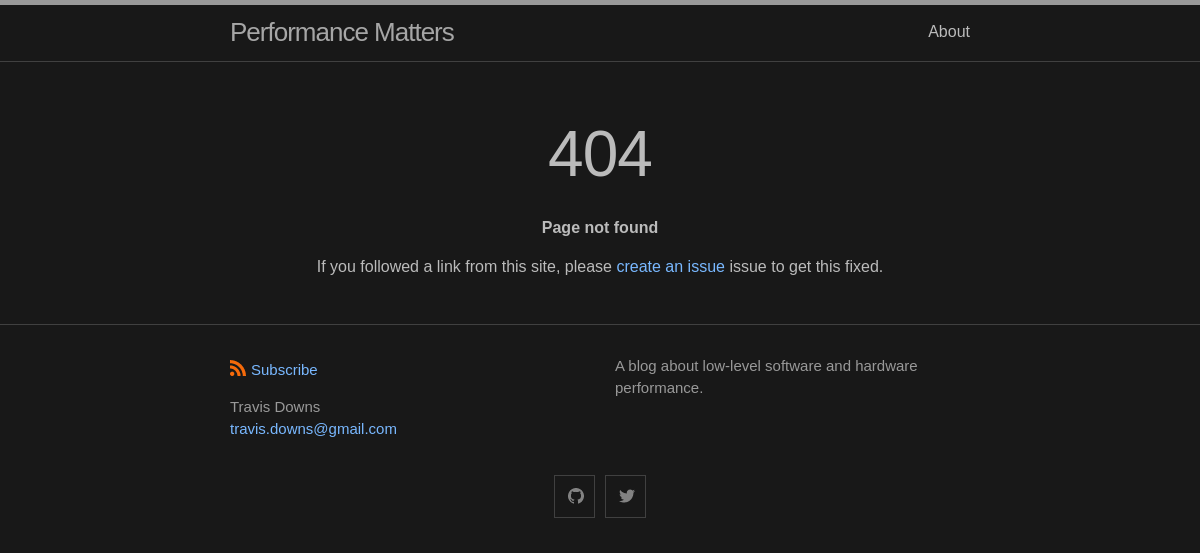 Performance Matters
About
404
Page not found
If you followed a link from this site, please create an issue issue to get this fixed.
Subscribe
Travis Downs
travis.downs@gmail.com
A blog about low-level software and hardware
performance.